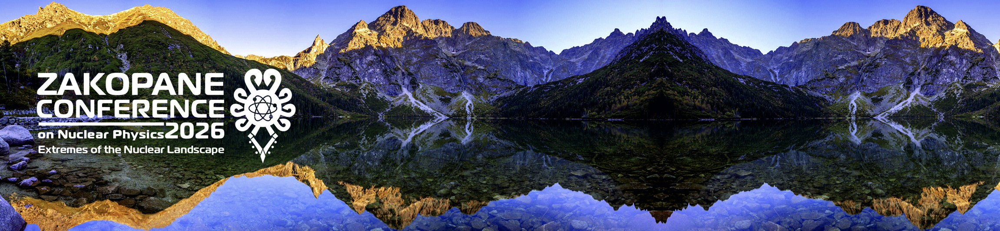 ZAKOPANE
CONFERENCE
on Nuclear Physics 2026
Extremes of the Nuclear Landscape